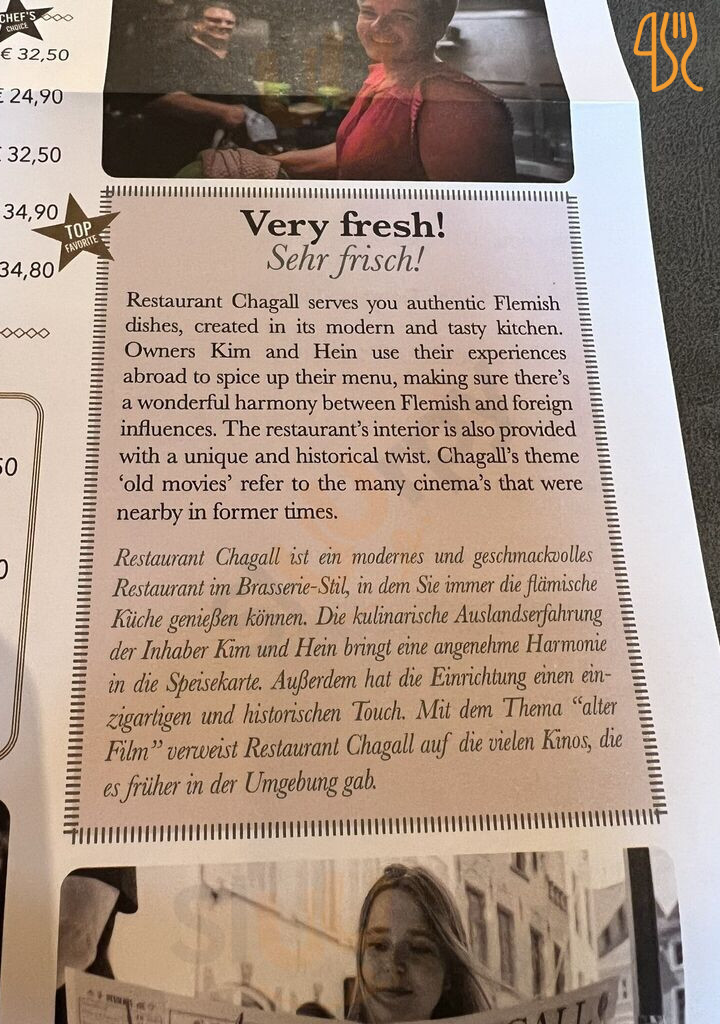 CHEF'S
CHOICE
€ 32,50
€ 24,90
€ 32,50
34,90
TOP
FAVORITE
34,80
Very fresh!
Sehr frisch!
Restaurant Chagall serves you authentic Flemish
dishes, created in its modern and tasty kitchen.
Owners Kim and Hein use their experiences
abroad to spice up their menu, making sure there's
a wonderful harmony between Flemish and foreign
influences. The restaurant's interior is also provided
with a unique and historical twist. Chagall's theme
'old movies' refer to the many cinema's that were
nearby in former times.
Restaurant Chagall ist ein modernes und geschmackvolles
Restaurant im Brasserie-Stil, in dem Sie immer die flämische
Küche genießen können. Die kulinarische Auslandserfahrung
der Inhaber Kim und Hein bringt eine angenehme Harmonie
in die Speisekarte. Außerdem hat die Einrichtung einen ein-
zigartigen und historischen Touch. Mit dem Thema “alter
Film” verweist Restaurant Chagall auf die vielen Kinos, die
es früher in der Umgebung gab.